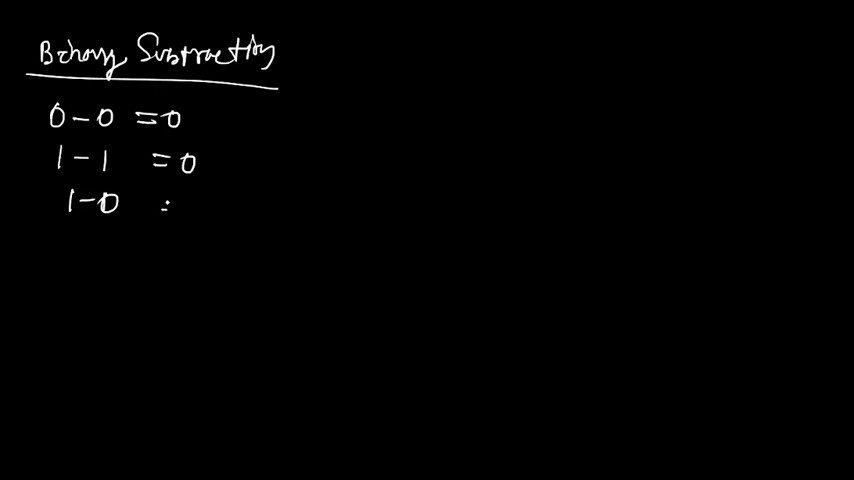 Binary Subtraction
0 - 0 = 0
1 - 1 = 0
1 - 0